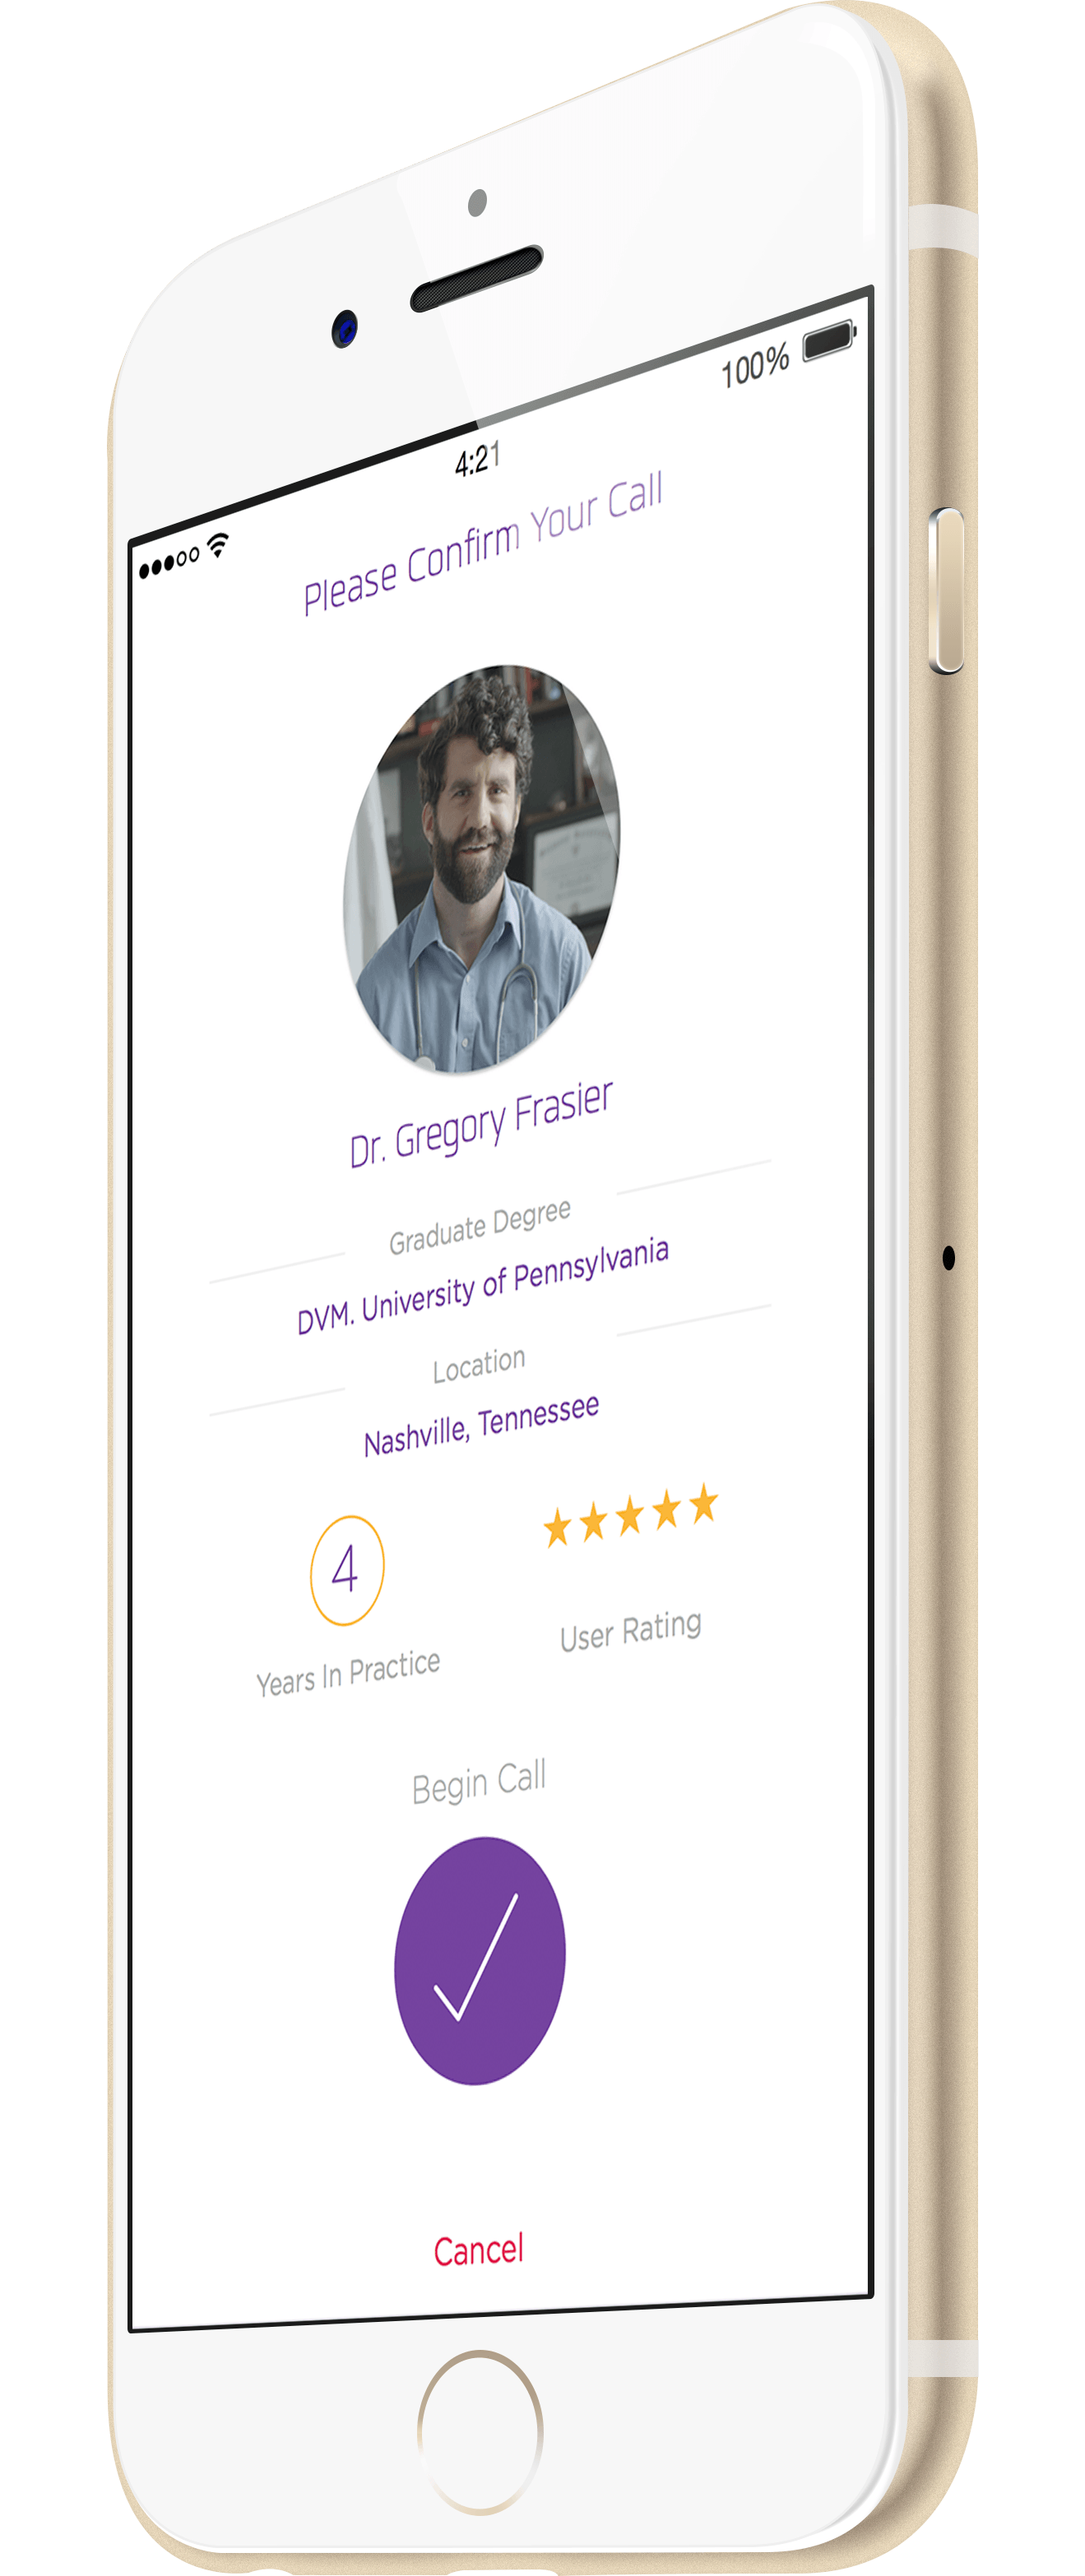 4:21
100%
Please Confirm Your Call
Dr. Gregory Frasier
Graduate Degree
DVM. University of Pennsylvania
Location
Nashville, Tennessee
4
Years In Practice
User Rating
Begin Call
Cancel